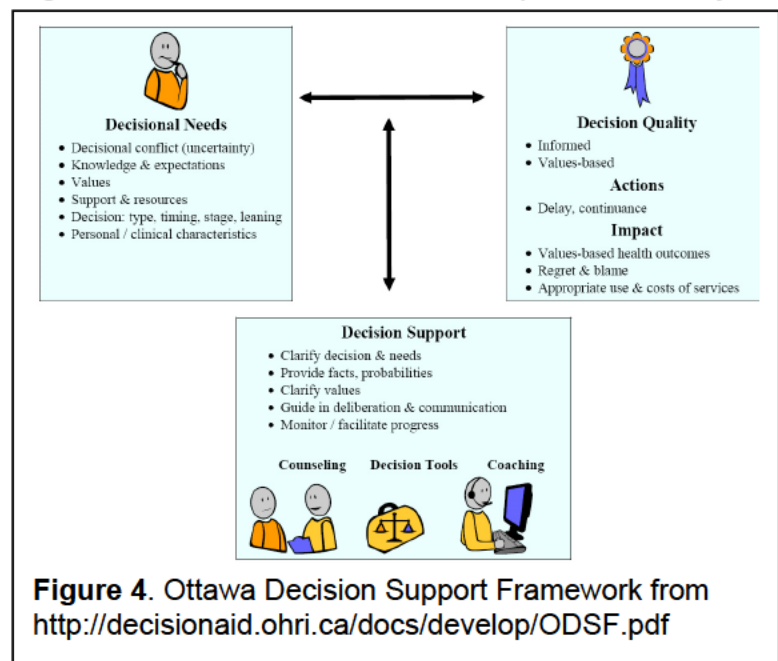 Decisional Needs
• Decisional conflict (uncertainty)
• Knowledge & expectations
• Values
• Support & resources
• Decision: type, timing, stage, leaning
• Personal / clinical characteristics
Decision Quality
• Informed
• Values-based
Actions
• Delay, continuance
Impact
• Values-based health outcomes
• Regret & blame
• Appropriate use & costs of services
Decision Support
• Clarify decision & needs
• Provide facts, probabilities
• Clarify values
• Guide in deliberation & communication
• Monitor / facilitate progress
Counseling Decision Tools Coaching
Figure 4. Ottawa Decision Support Framework from
http://decisionaid.ohri.ca/docs/develop/ODSF.pdf